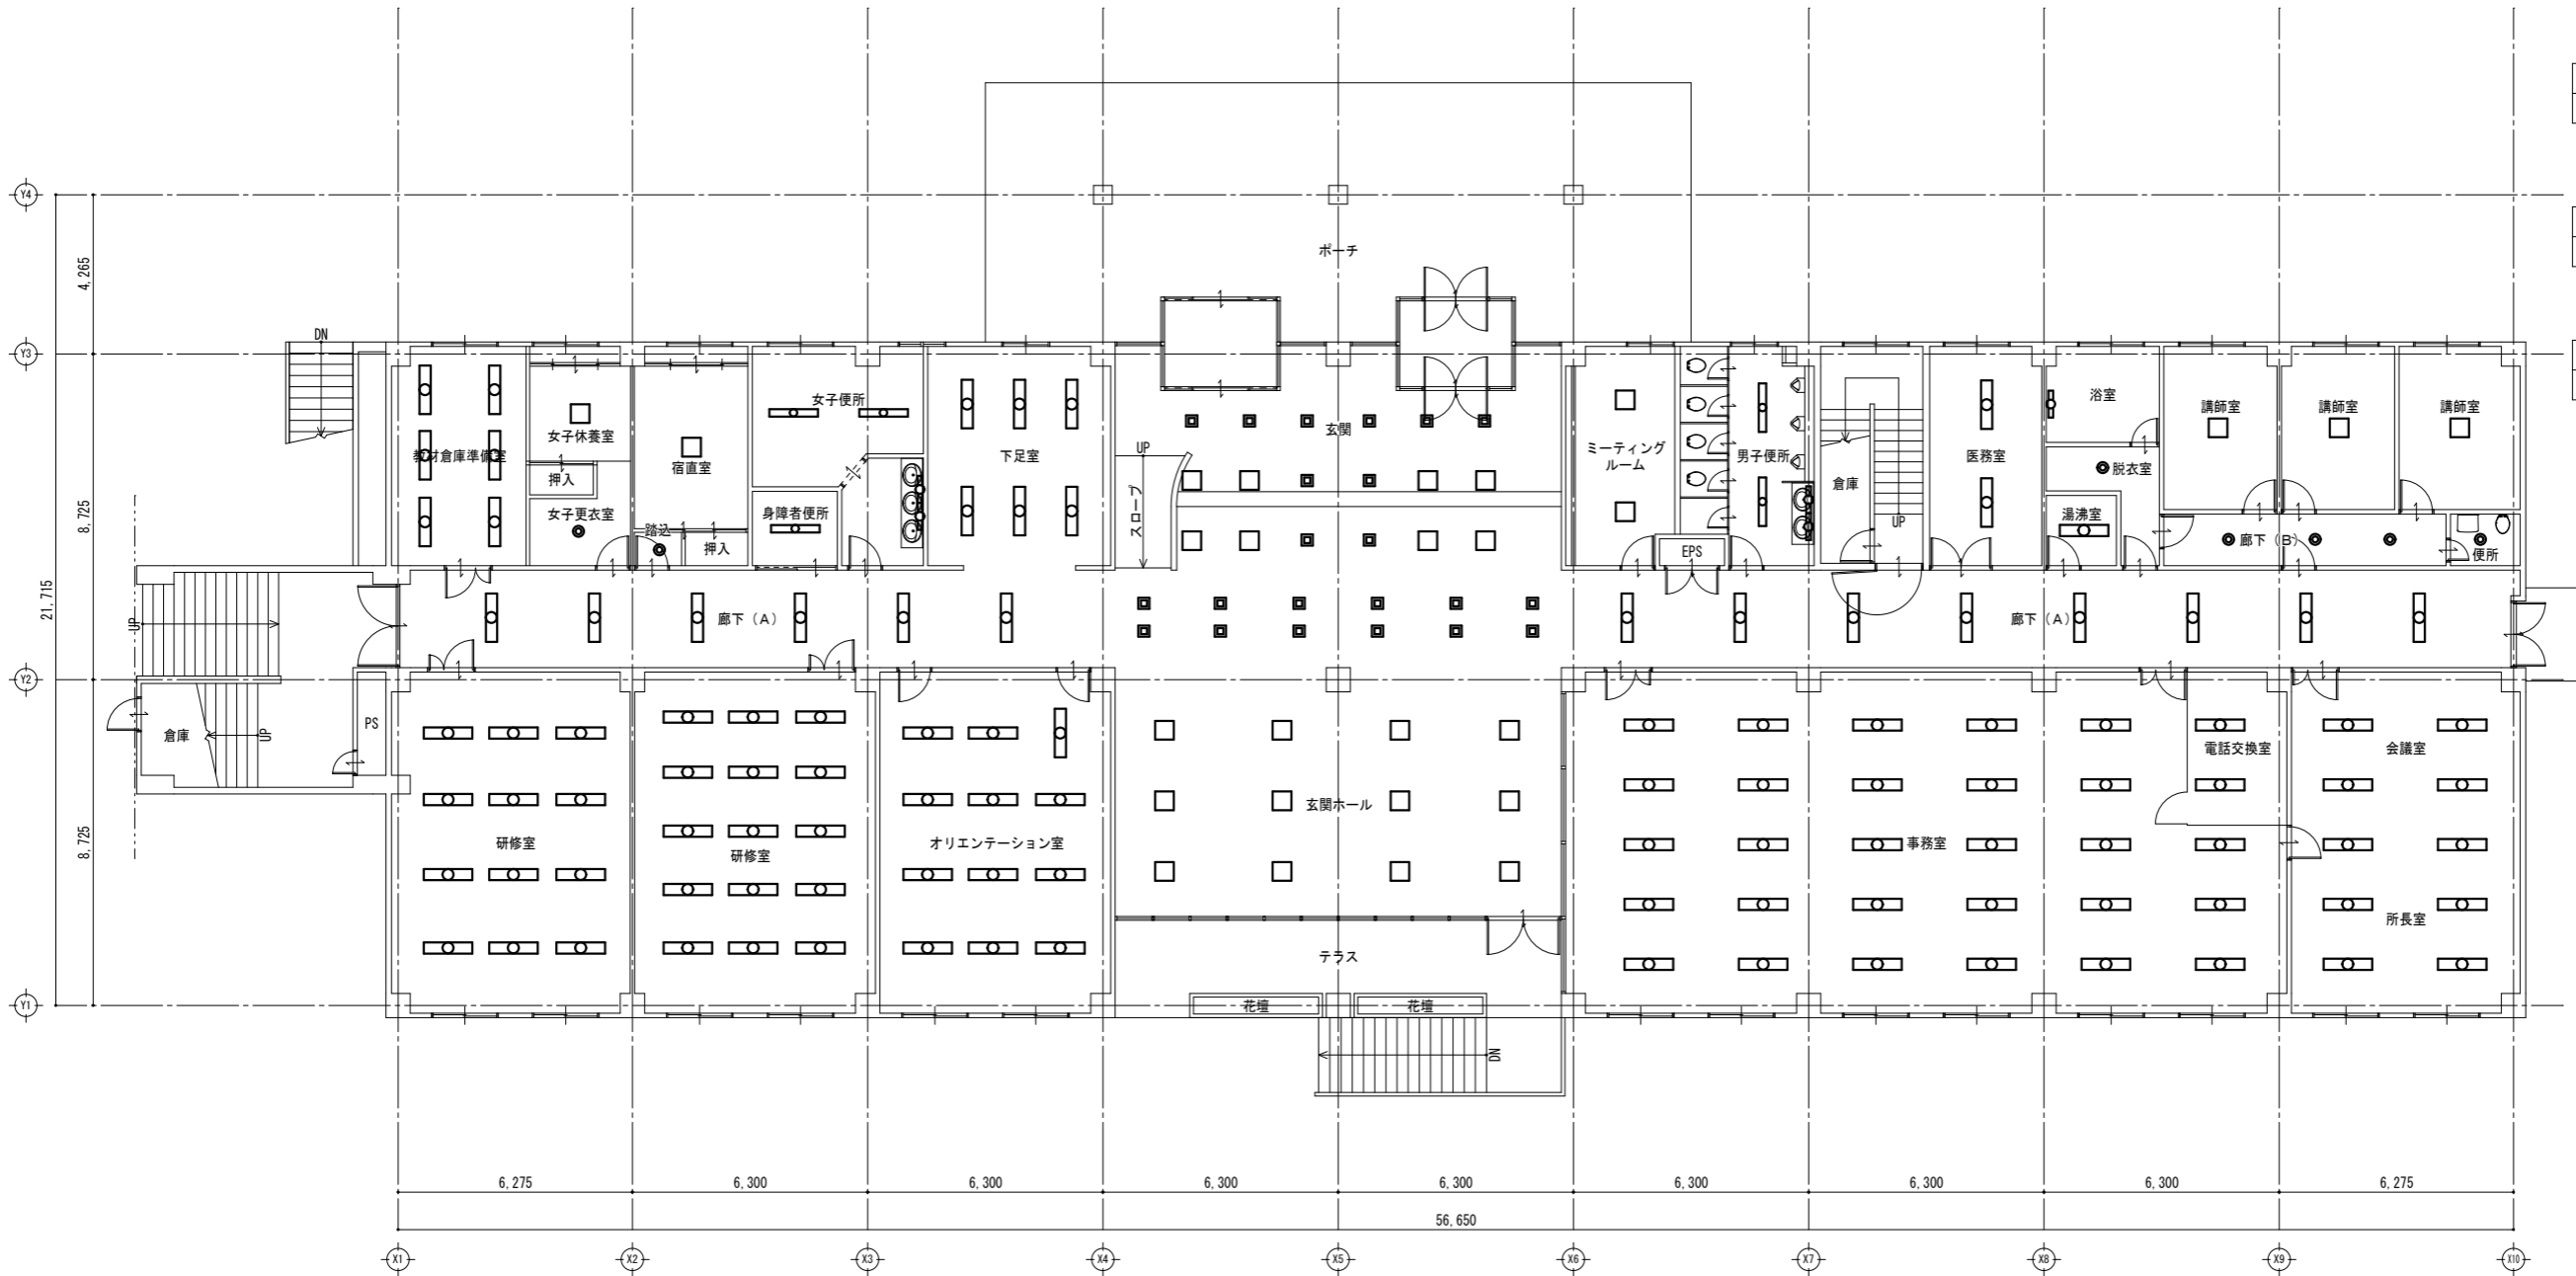 Y4
ポーチ
4,265
DN
Y3
女子便所
講師室
講師室
講師室
浴室
玄関
女子休養室
教材倉庫準備室
宿直室
下足室
UP
ミーティング
ルーム
男子便所
医務室
脱衣室
押入
倉庫
8,725
女子更衣室
身障者便所
スロープ
湯沸室
踏込
押入
EPS
UP
廊下（B）
便所
21,715
UP
廊下（A）
廊下（A）
Y2
PS
倉庫
UP
電話交換室
会議室
玄関ホール
8,725
研修室
研修室
オリエンテーション室
事務室
所長室
テラス
Y1
花壇
花壇
DN
6,275
6,300
6,300
6,300
6,300
6,300
6,300
6,300
6,275
56,650
X1
X2
X3
X4
X5
X6
X7
X8
X9
X10